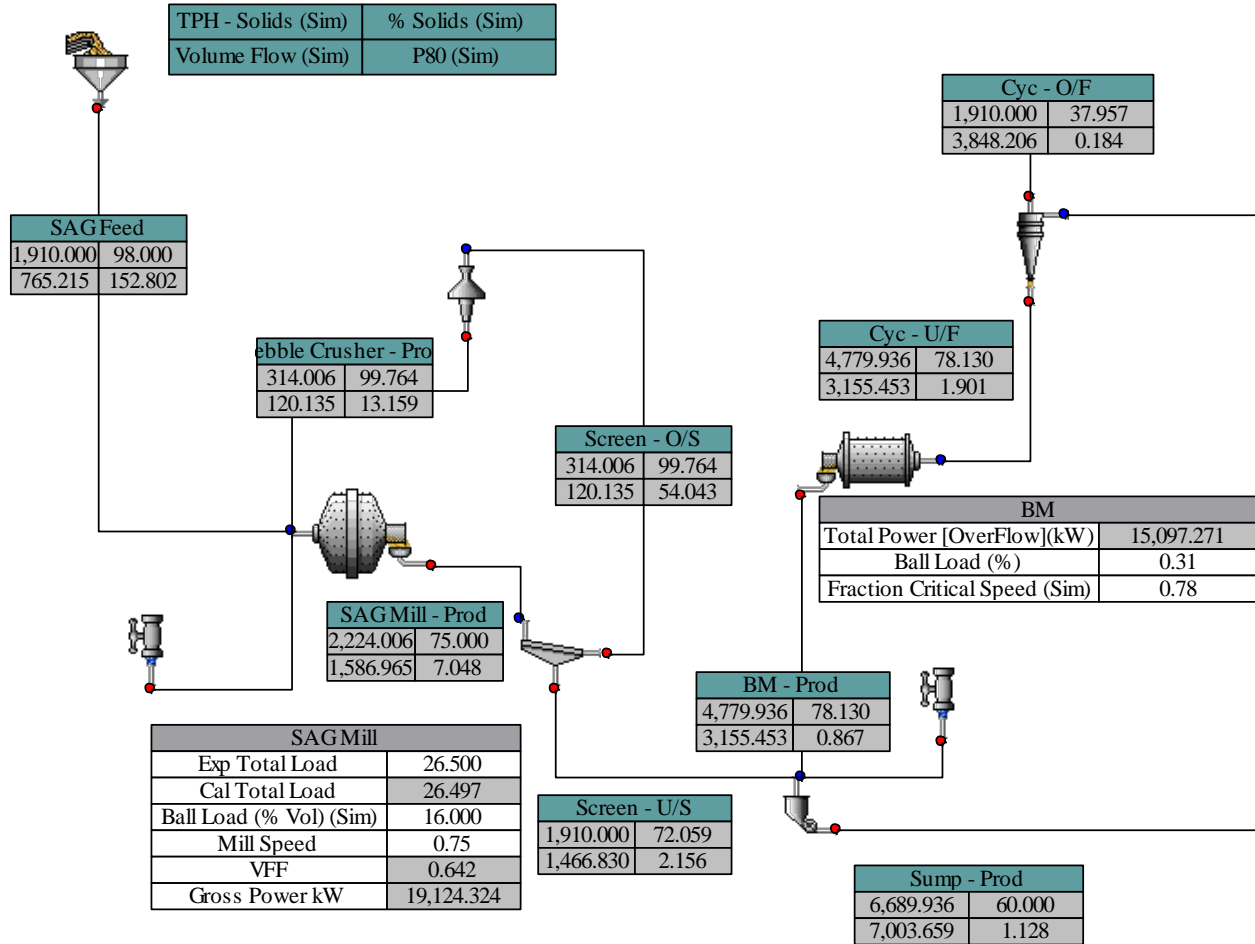 TPH - Solids (Sim) % Solids (Sim)
Volume Flow (Sim) P80 (Sim)
Cyc - O/F
1,910.000 37.957
3,848.206 0.184
SAG Feed
1,910.000 98.000
765.215 152.802
Cyc - U/F
4,779.936 78.130
3,155.453 1.901
ebble Crusher - Pro
314.006 99.764
120.135 13.159
Screen - O/S
314.006 99.764
120.135 54.043
BM
Total Power [OverFlow](kW) 15,097.271
Ball Load (%) 0.31
Fraction Critical Speed (Sim) 0.78
SAG Mill - Prod
2,224.006 75.000
1,586.965 7.048
BM - Prod
4,779.936 78.130
3,155.453 0.867
SAG Mill
Exp Total Load 26.500
Cal Total Load 26.497
Ball Load (% Vol) (Sim) 16.000
Mill Speed 0.75
VFF 0.642
Gross Power kW 19,124.324
Screen - U/S
1,910.000 72.059
1,466.830 2.156
Sump - Prod
6,689.936 60.000
7,003.659 1.128